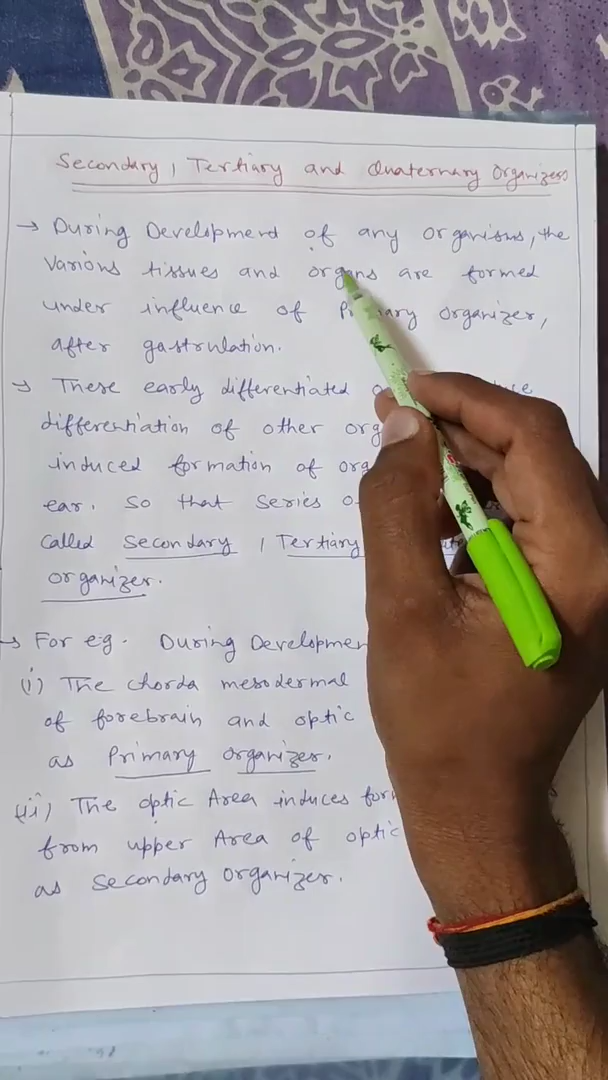 Secondary, Tertiary and Quaternary Organizers
→ During Development of any organisms, the
various tissues and organs are formed
under influence of Primary Organizer,
after gastrulation.
→ These early differentiated
differentiation of other
induced formation of
ear. So that series
called Secondary, Tertiary
organizer.
→ For eg. During
(i) The chorda mesodermal
of forebrain and optic
as Primary organizer.
(ii) The optic Area induces
from upper Area of optic
as Secondary organizer.